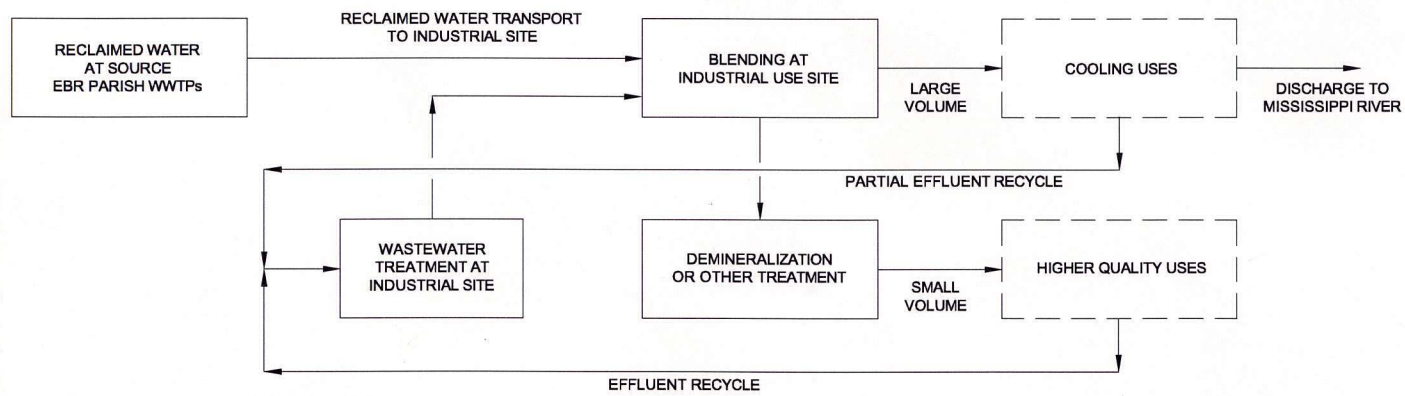 RECLAIMED WATER
AT SOURCE
EBR PARISH WWTPs
RECLAIMED WATER TRANSPORT
TO INDUSTRIAL SITE
BLENDING AT
INDUSTRIAL USE SITE
LARGE
VOLUME
COOLING USES
DISCHARGE TO
MISSISSIPPI RIVER
PARTIAL EFFLUENT RECYCLE
WASTEWATER
TREATMENT AT
INDUSTRIAL SITE
DEMINERALIZATION
OR OTHER TREATMENT
SMALL
VOLUME
HIGHER QUALITY USES
EFFLUENT RECYCLE